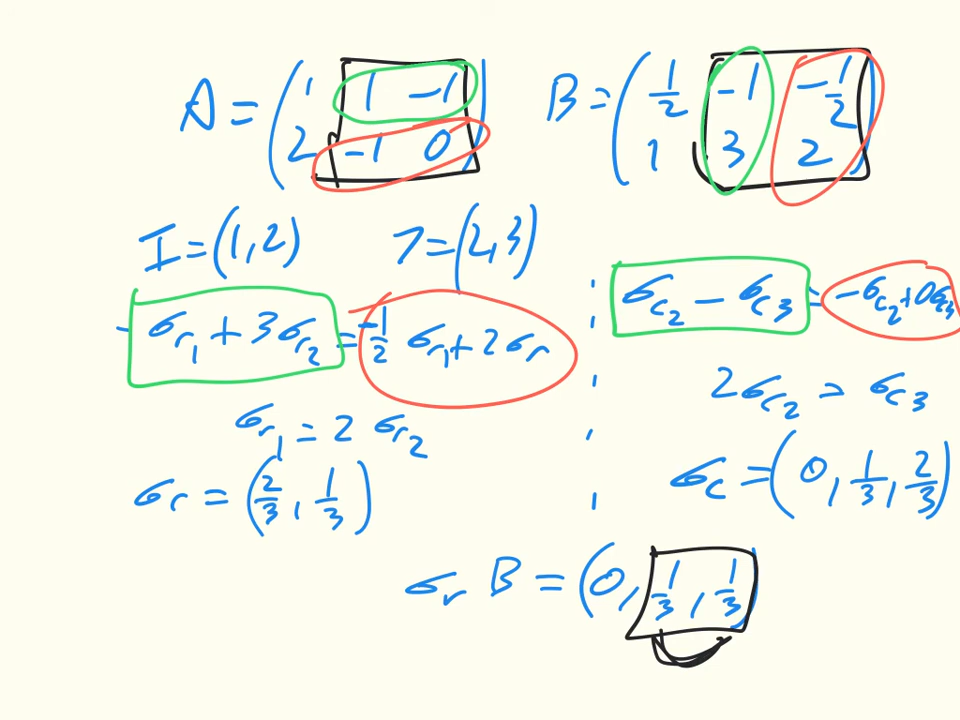 A = ( 1 1 -1 B = ( 1/2 -1 -1/2
2 -1 0 ) 1 3 2 )
I = (1, 2) J = (2, 3)
-σr1 + 3σr2 = -1/2 σr1 + 2σr
σc2 - σc3 = -σc2 + 0σc3
σr1 = 2 σr2
2σc2 = σc3
σr = (2/3, 1/3)
σc = (0, 1/3, 2/3)
σr B = (0, 1/3, 1/3)